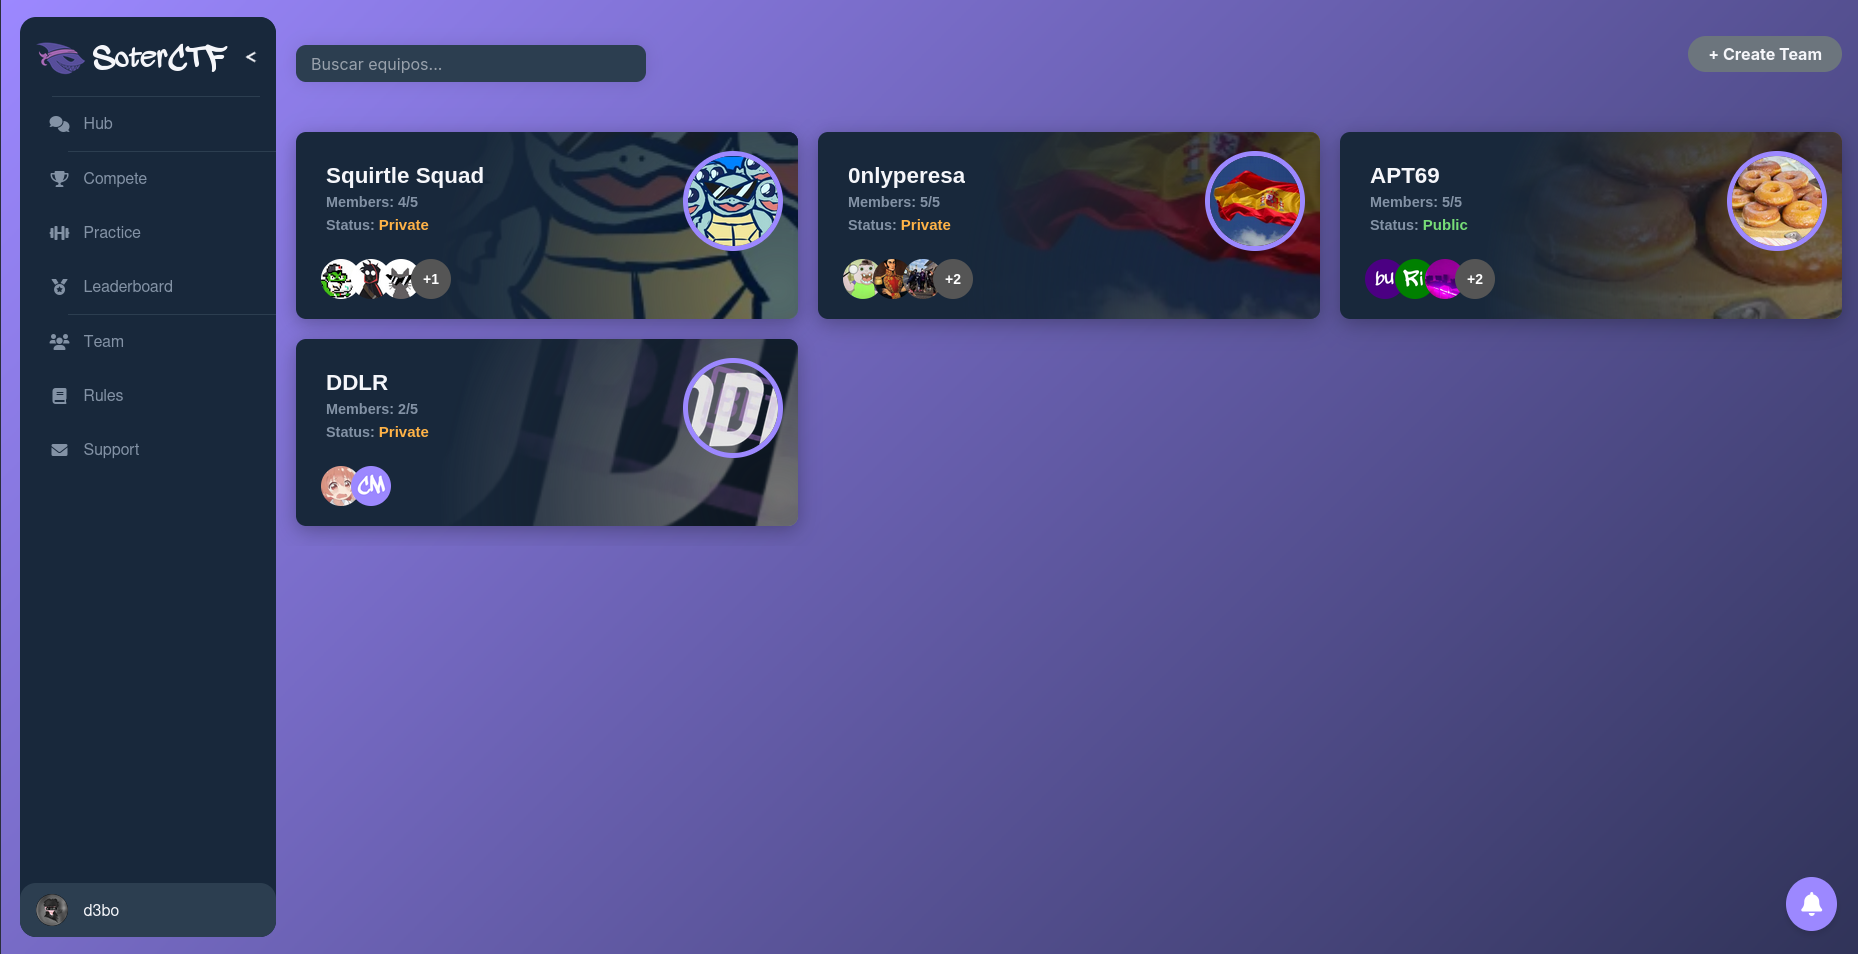 SoterCTF <
Hub
Compete
Practice
Leaderboard
Team
Rules
Support
d3bo
Buscar equipos...
+ Create Team
Squirtle Squad
Members: 4/5
Status: Private
+1
0nlyperesa
Members: 5/5
Status: Private
+2
APT69
Members: 5/5
Status: Public
bu Ri +2
DDLR
Members: 2/5
Status: Private
CM